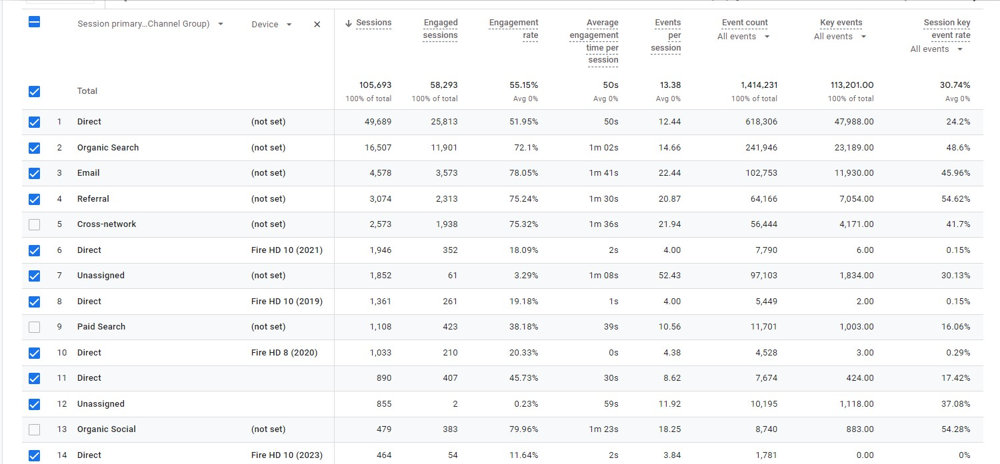 Session primary...Channel Group) Device × ↓ Sessions Engaged sessions Engagement rate Average engagement time per session Events per session Event count All events Key events All events Session key event rate All events
Total 105,693 58,293 55.15% 50s 13.38 1,414,231 113,201.00 30.74%
100% of total 100% of total Avg 0% Avg 0% Avg 0% 100% of total 100% of total Avg 0%
1 Direct (not set) 49,689 25,813 51.95% 50s 12.44 618,306 47,988.00 24.2%
2 Organic Search (not set) 16,507 11,901 72.1% 1m 02s 14.66 241,946 23,189.00 48.6%
3 Email (not set) 4,578 3,573 78.05% 1m 41s 22.44 102,753 11,930.00 45.96%
4 Referral (not set) 3,074 2,313 75.24% 1m 30s 20.87 64,166 7,054.00 54.62%
5 Cross-network (not set) 2,573 1,938 75.32% 1m 36s 21.94 56,444 4,171.00 41.7%
6 Direct Fire HD 10 (2021) 1,946 352 18.09% 2s 4.00 7,790 6.00 0.15%
7 Unassigned (not set) 1,852 61 3.29% 1m 08s 52.43 97,103 1,834.00 30.13%
8 Direct Fire HD 10 (2019) 1,361 261 19.18% 1s 4.00 5,449 2.00 0.15%
9 Paid Search (not set) 1,108 423 38.18% 39s 10.56 11,701 1,003.00 16.06%
10 Direct Fire HD 8 (2020) 1,033 210 20.33% 0s 4.38 4,528 3.00 0.29%
11 Direct 890 407 45.73% 30s 8.62 7,674 424.00 17.42%
12 Unassigned 855 2 0.23% 59s 11.92 10,195 1,118.00 37.08%
13 Organic Social (not set) 479 383 79.96% 1m 23s 18.25 8,740 883.00 54.28%
14 Direct Fire HD 10 (2023) 464 54 11.64% 2s 3.84 1,781 0.00 0%